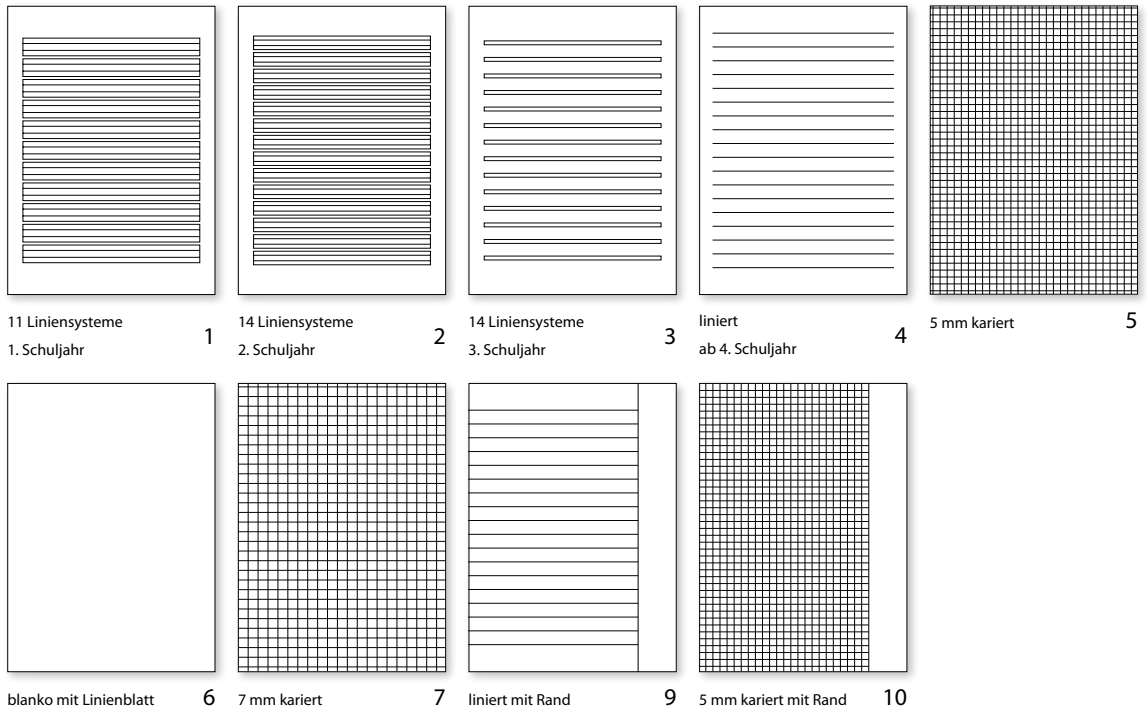 11 Liniensysteme
1. Schuljahr
1
14 Liniensysteme
2. Schuljahr
2
14 Liniensysteme
3. Schuljahr
3
liniert
ab 4. Schuljahr
4
5 mm kariert
5
blanko mit Linienblatt
6
7 mm kariert
7
liniert mit Rand
9
5 mm kariert mit Rand
10